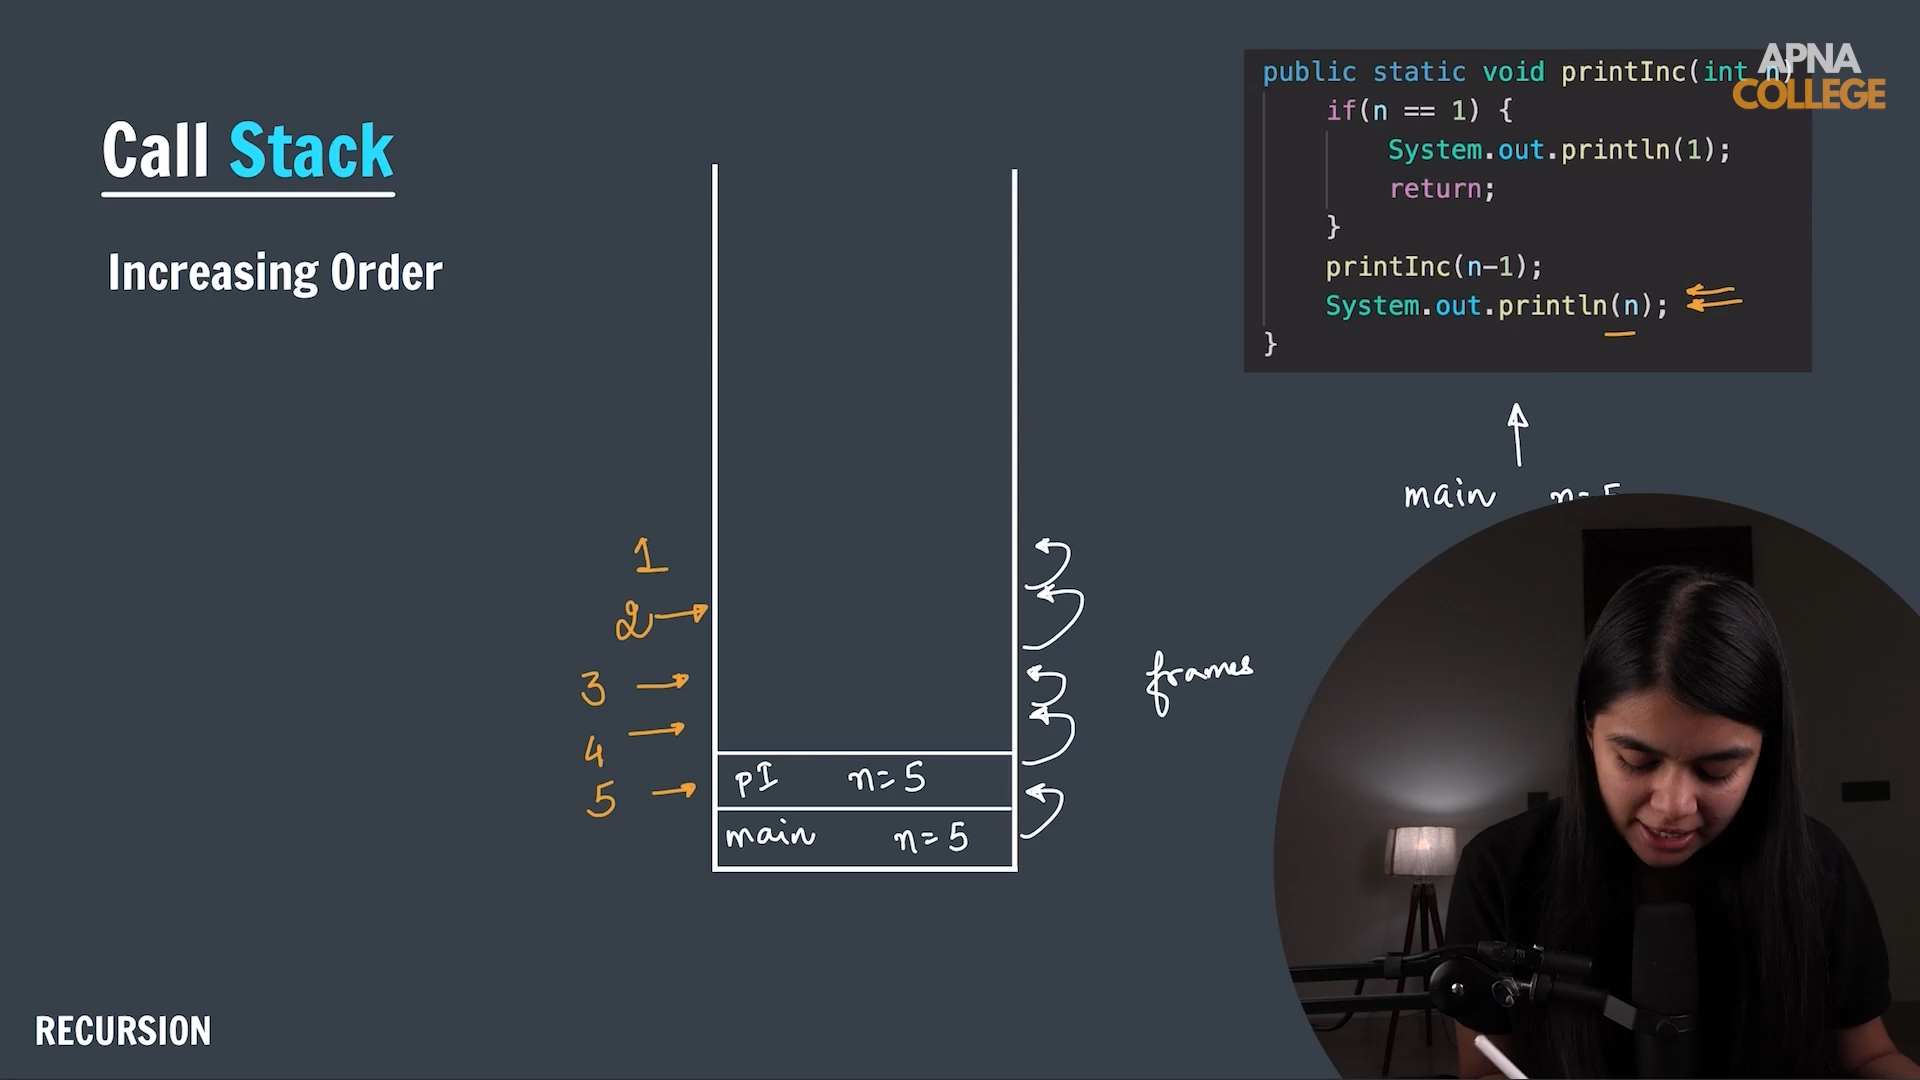 Call Stack
Increasing Order
public static void printInc(int n)
if(n == 1) {
System.out.println(1);
return;
}
printInc(n-1);
System.out.println(n);
}
APNA
COLLEGE
main n=5
1
2
3
4
5
frames
pI n=5
main n=5
RECURSION